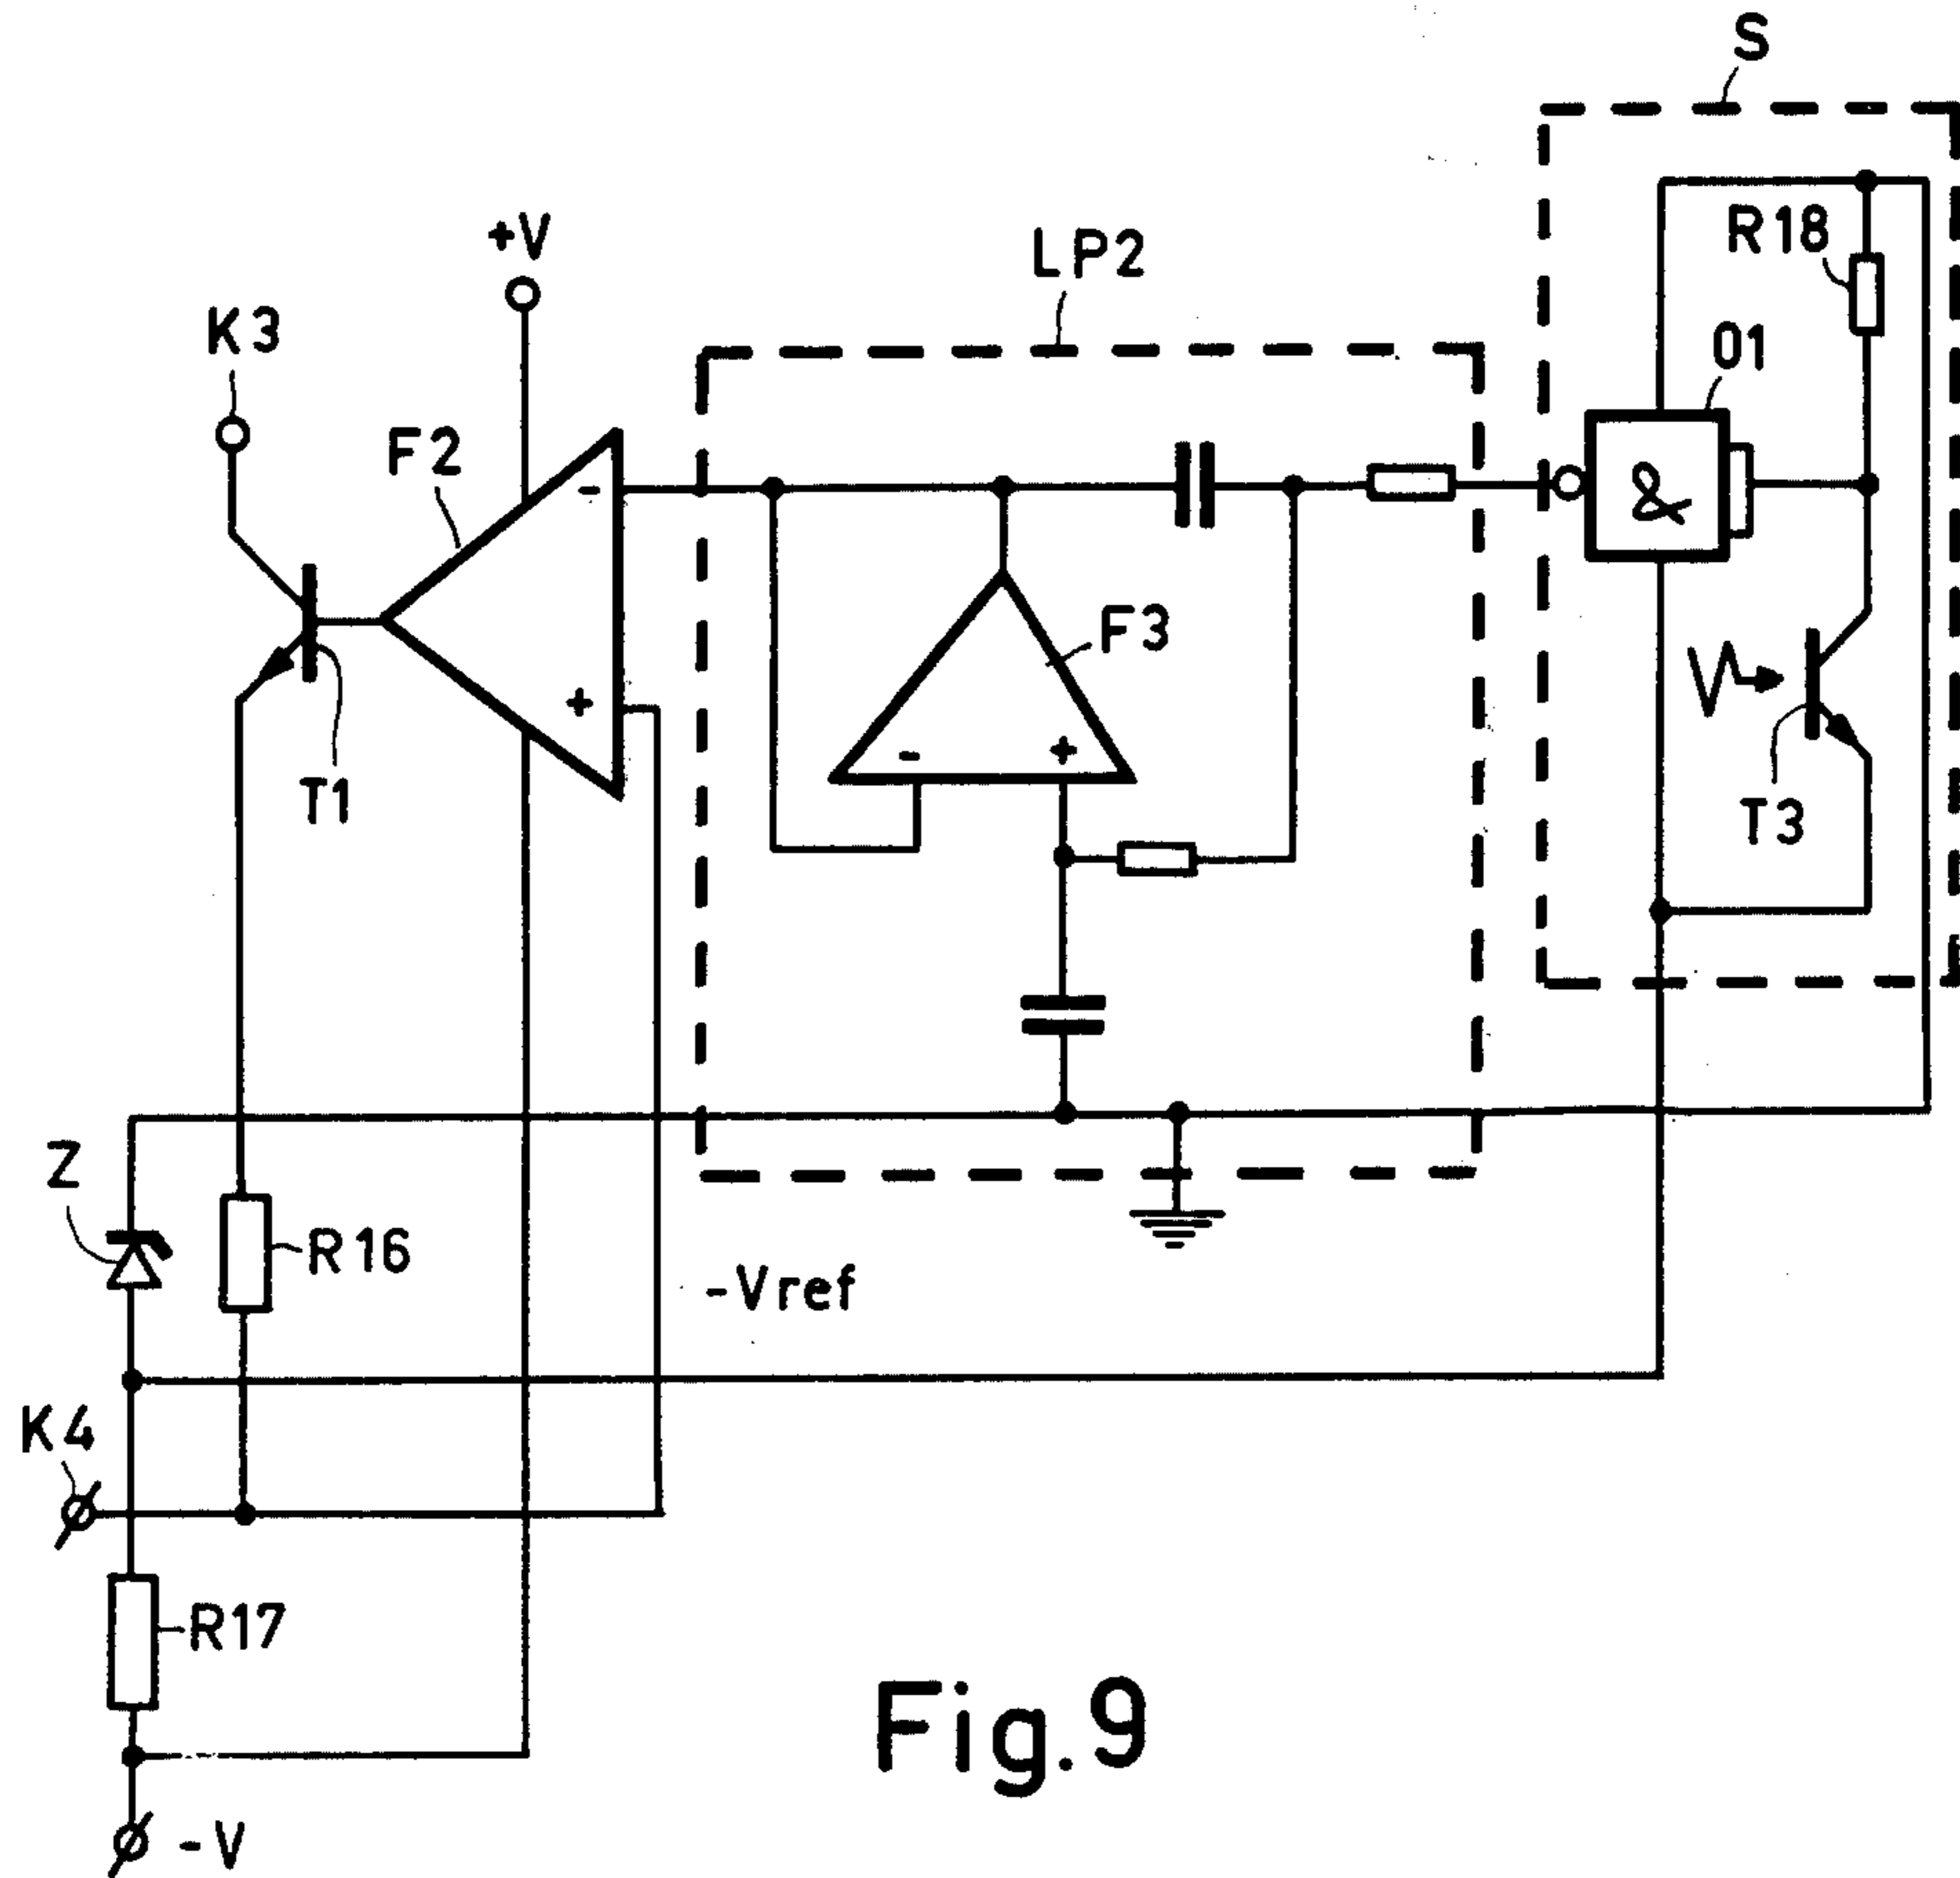 S
+V
LP2
R18
K3
01
F2
-
&
F3
+
-
+
T1
T3
Z
R16
-Vref
K4
R17
Fig.9
-V